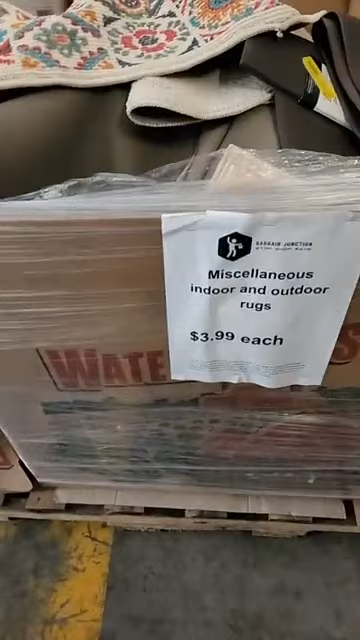 BARGAIN JUNCTION
Miscellaneous
indoor and outdoor
rugs
$3.99 each
WATE